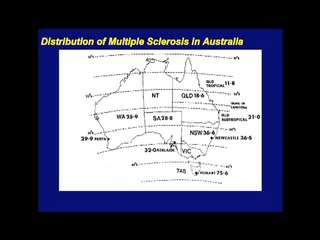 Distribution of Multiple Sclerosis in Australia
QLD
TROPICAL 11-8
NT
QLD 18-6
WA 25-9
SA 28-8
QLD
SUBTROPICAL 21-0
NSW 36-6
NEWCASTLE 36-5
29-9 PERTH
32-0 ADELAIDE
VIC
TAS
HOBART 75-6